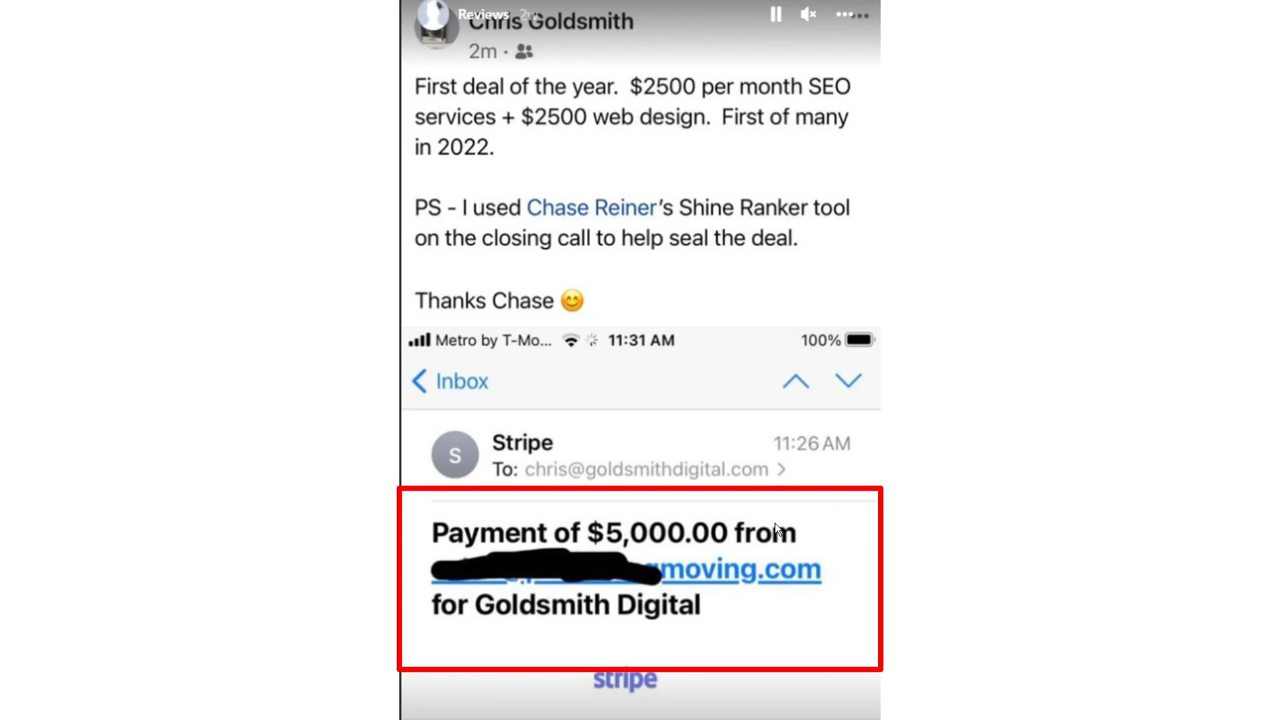 Reviews 2w
Chris Goldsmith
2m ·
First deal of the year. $2500 per month SEO
services + $2500 web design. First of many
in 2022.
PS - I used Chase Reiner's Shine Ranker tool
on the closing call to help seal the deal.
Thanks Chase 😊
Metro by T-Mo... 11:31 AM 100%
Inbox
S
Stripe 11:26 AM
To: chris@goldsmithdigital.com >
Payment of $5,000.00 from
moving.com
for Goldsmith Digital
stripe